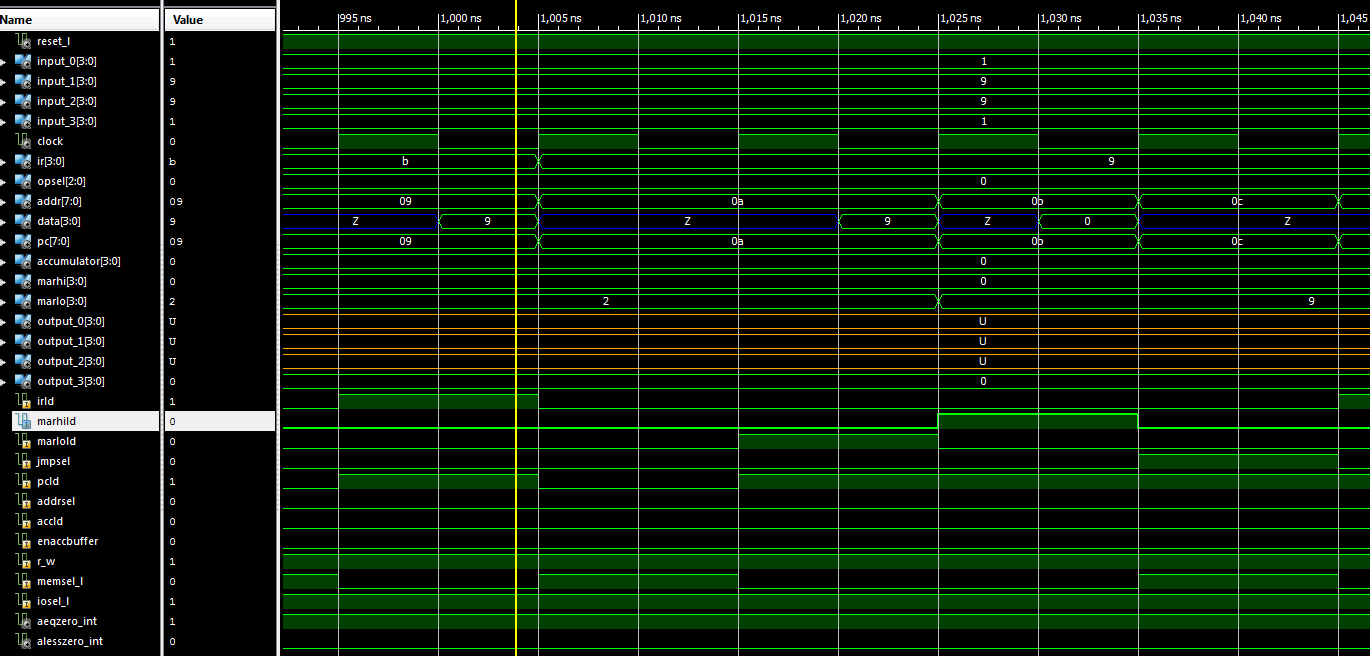 Name Value 995 ns 1,000 ns 1,005 ns 1,010 ns 1,015 ns 1,020 ns 1,025 ns 1,030 ns 1,035 ns 1,040 ns 1,045
reset_l 1
input_0[3:0] 1 1
input_1[3:0] 9 9
input_2[3:0] 9 9
input_3[3:0] 1 1
clock 0
ir[3:0] b b 9
opsel[2:0] 0 0
addr[7:0] 09 09 0a 0b 0c
data[3:0] 9 Z 9 Z 9 Z 0 Z
pc[7:0] 09 09 0a 0b 0c
accumulator[3:0] 0 0
marhi[3:0] 0 0
marlo[3:0] 2 2 9
output_0[3:0] U U
output_1[3:0] U U
output_2[3:0] U U
output_3[3:0] 0 0
irld 1
marhild 0
marlold 0
jmpsel 0
pcld 1
addrsel 0
accld 0
enaccbuffer 0
r_w 1
memsel_l 0
iosel_l 1
aeqzero_int 1
alesszero_int 0